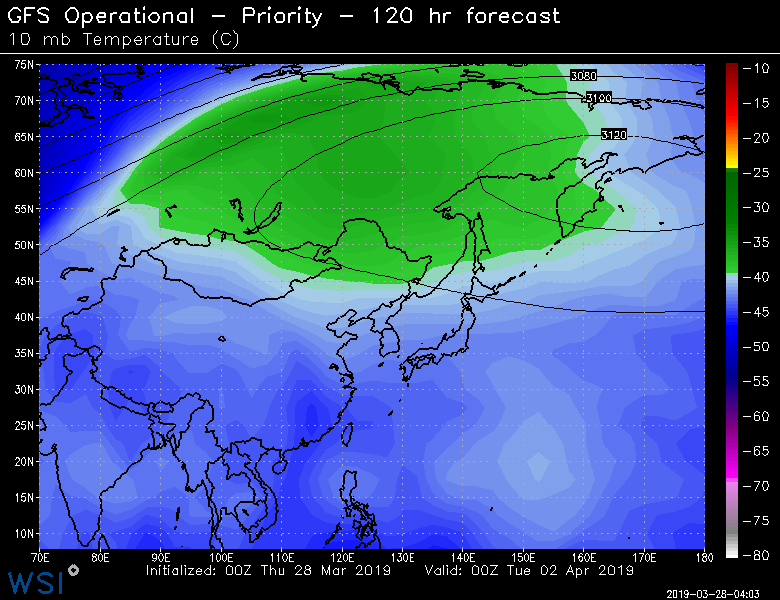 GFS Operational – Priority – 120 hr forecast
10 mb Temperature (C)
3080
3100
3120
75N
70N
65N
60N
55N
50N
45N
40N
35N
30N
25N
20N
15N
10N
70E 80E 90E 100E 110E 120E 130E 140E 150E 160E 170E 180
-10
-15
-20
-25
-30
-35
-40
-45
-50
-55
-60
-65
-70
-75
-80
WSI
Initialized: 00Z Thu 28 Mar 2019 Valid: 00Z Tue 02 Apr 2019
2019-03-28-04:03